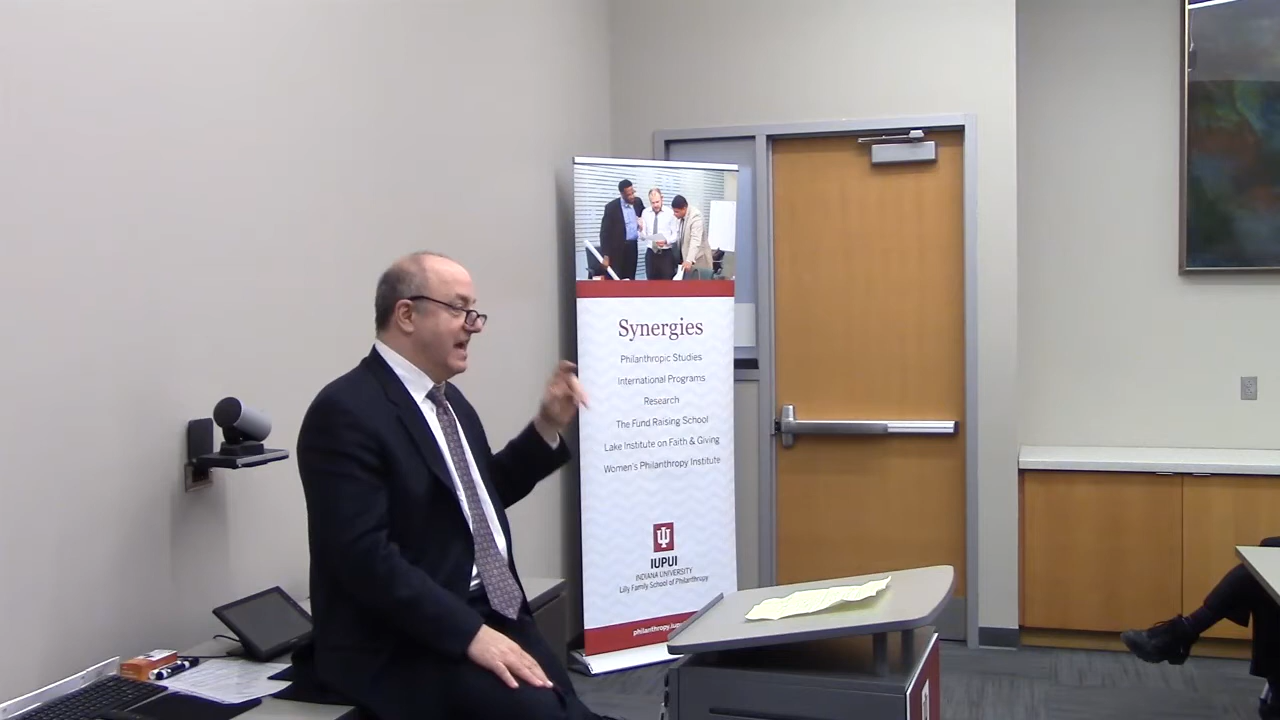 Synergies
Philanthropic Studies
International Programs
Research
The Fund Raising School
Lake Institute on Faith & Giving
Women's Philanthropy Institute
IUPUI
INDIANA UNIVERSITY
Lilly Family School of Philanthropy